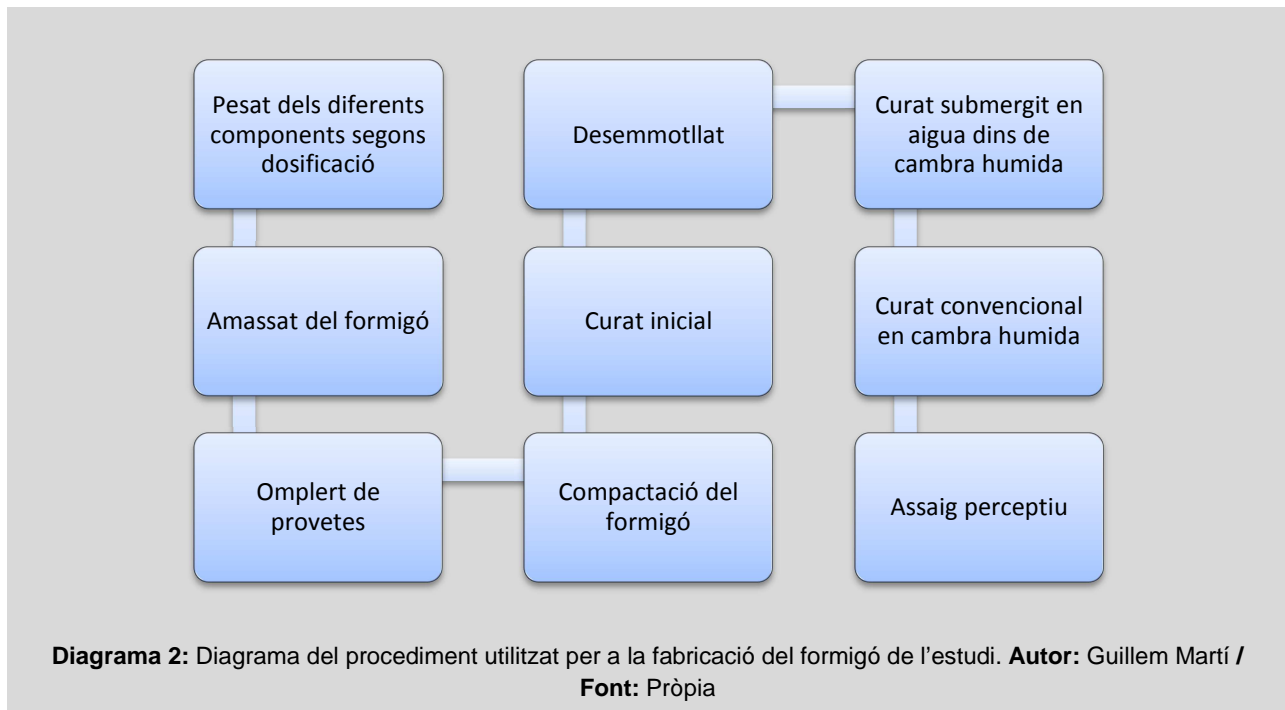 Pesat dels diferents
components segons
dosificació
Amassat del formigó
Omplert de
provetes
Compactació del
formigó
Curat inicial
Desemmotllat
Curat submergit en
aigua dins de
cambra humida
Curat convencional
en cambra humida
Assaig perceptiu
Diagrama 2: Diagrama del procediment utilitzat per a la fabricació del formigó de l'estudi. Autor: Guillem Martí /
Font: Pròpia